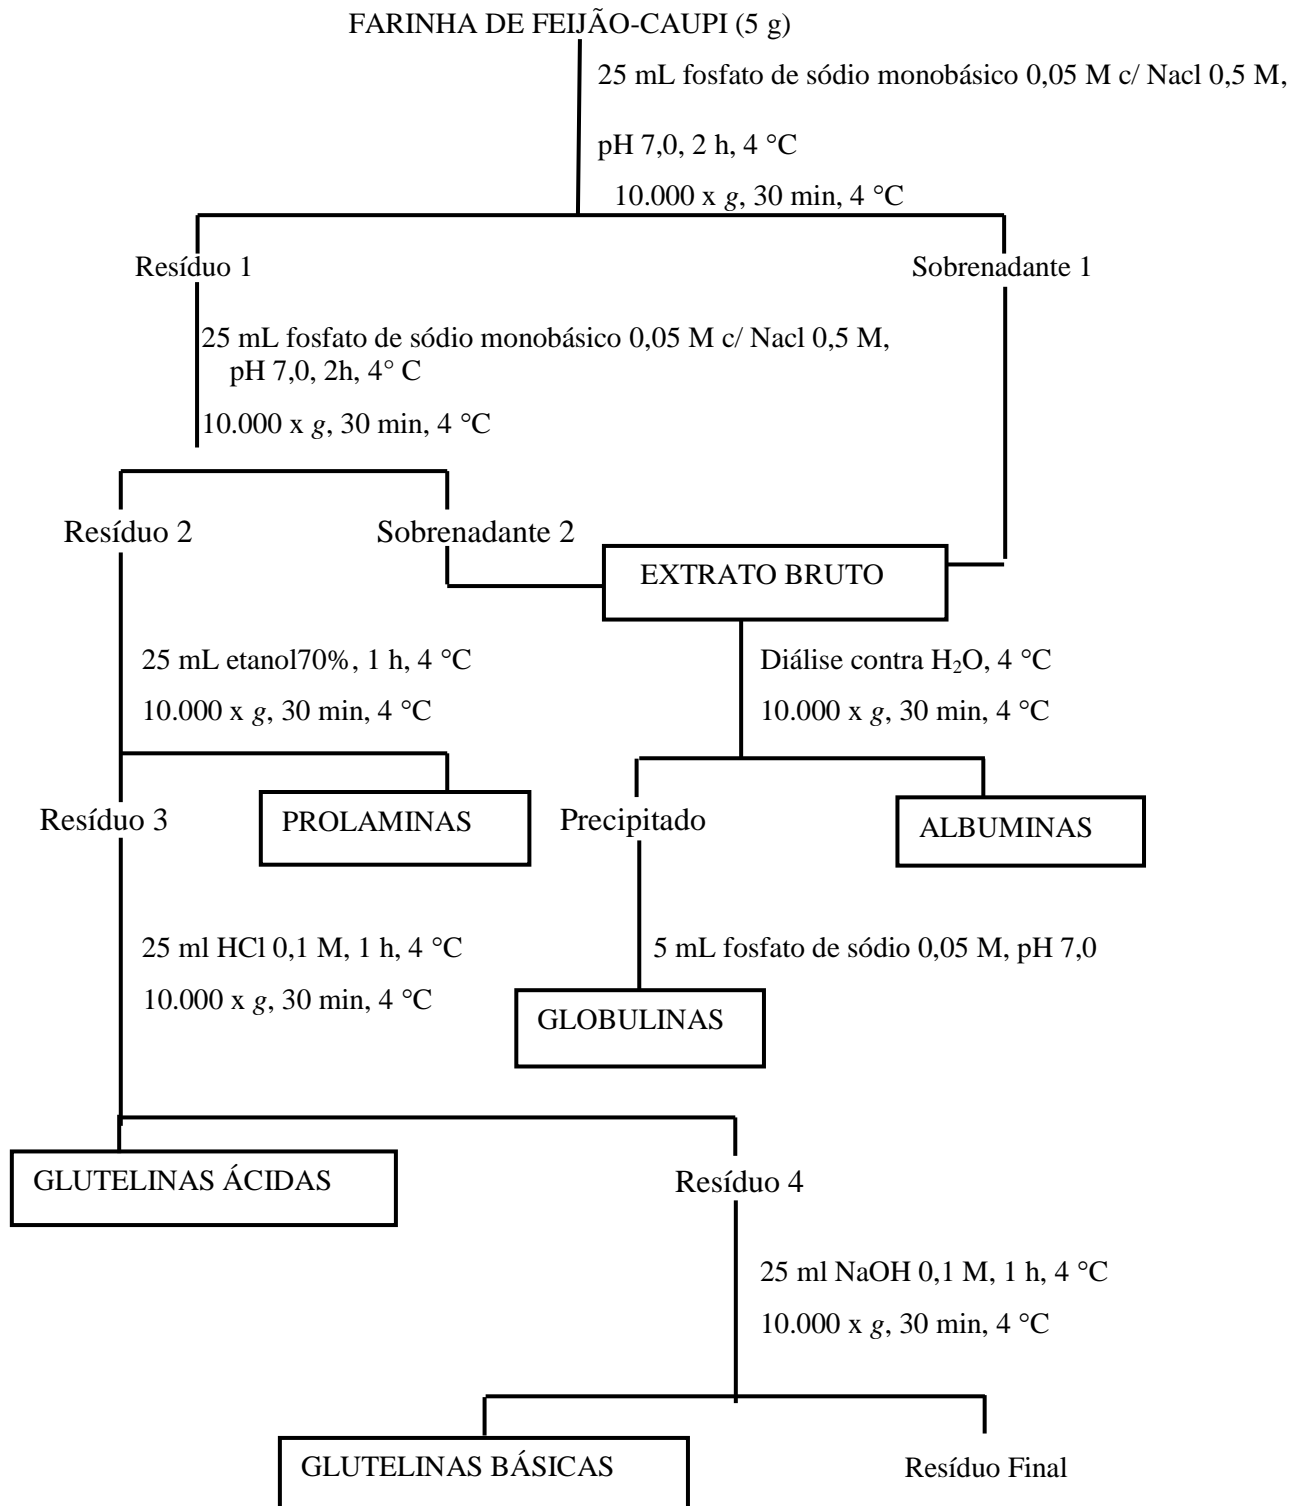 FARINHA DE FEIJÃO-CAUPI (5 g)
25 mL fosfato de sódio monobásico 0,05 M c/ Nacl 0,5 M,
pH 7,0, 2 h, 4 °C
10.000 x g, 30 min, 4 °C
Resíduo 1
Sobrenadante 1
25 mL fosfato de sódio monobásico 0,05 M c/ Nacl 0,5 M,
pH 7,0, 2h, 4° C
10.000 x g, 30 min, 4 °C
Resíduo 2
Sobrenadante 2
EXTRATO BRUTO
25 mL etanol70%, 1 h, 4 °C
Diálise contra H₂O, 4 °C
10.000 x g, 30 min, 4 °C
10.000 x g, 30 min, 4 °C
Resíduo 3
PROLAMINAS
Precipitado
ALBUMINAS
25 ml HCl 0,1 M, 1 h, 4 °C
5 mL fosfato de sódio 0,05 M, pH 7,0
10.000 x g, 30 min, 4 °C
GLOBULINAS
GLUTELINAS ÁCIDAS
Resíduo 4
25 ml NaOH 0,1 M, 1 h, 4 °C
10.000 x g, 30 min, 4 °C
GLUTELINAS BÁSICAS
Resíduo Final